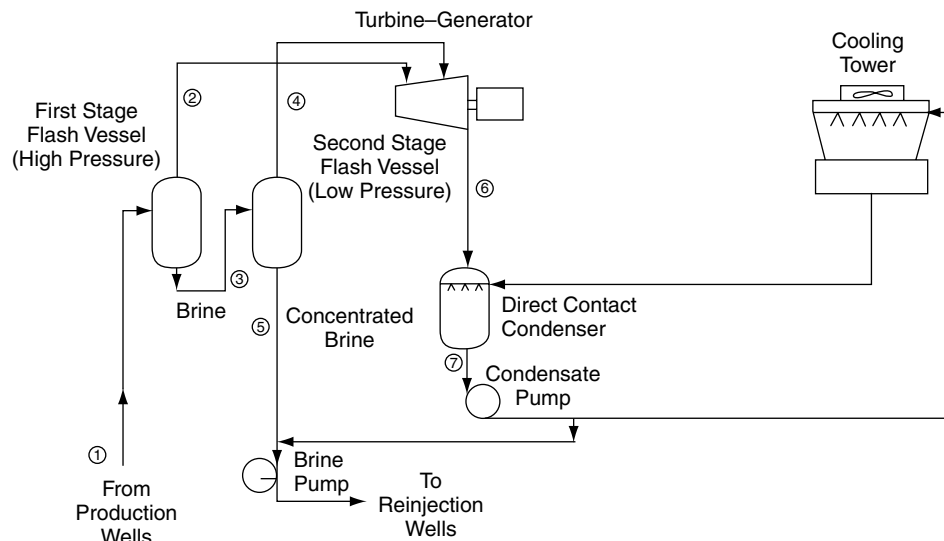 Turbine–Generator
Cooling
Tower
②
④
First Stage
Flash Vessel
(High Pressure)
Second Stage
Flash Vessel
(Low Pressure)
⑥
③
Brine
⑤
Concentrated
Brine
Direct Contact
Condenser
⑦
Condensate
Pump
①
From
Production
Wells
Brine
Pump
To
Reinjection
Wells